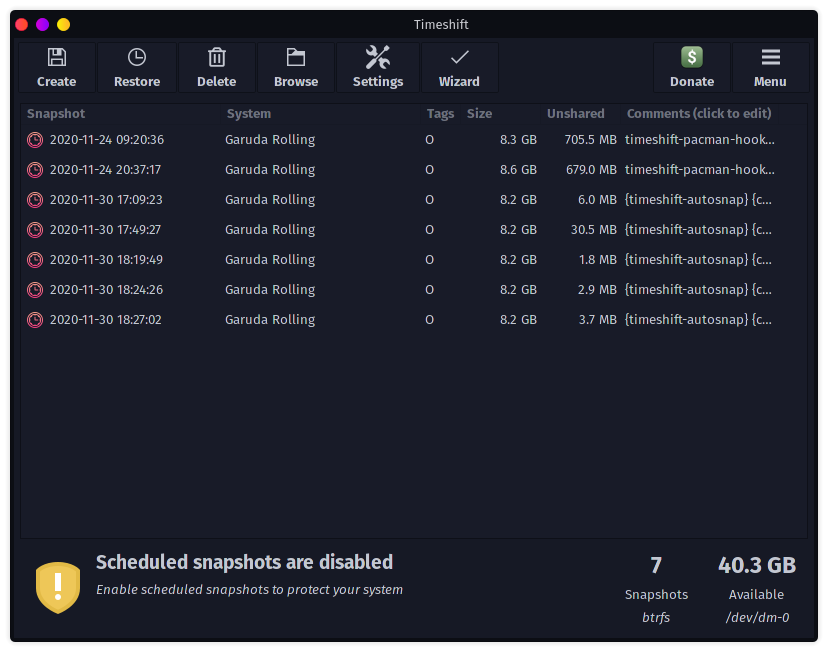 Timeshift
Create Restore Delete Browse Settings Wizard $ Donate Menu
Snapshot System Tags Size Unshared Comments (click to edit)
2020-11-24 09:20:36 Garuda Rolling O 8.3 GB 705.5 MB timeshift-pacman-hook...
2020-11-24 20:37:17 Garuda Rolling O 8.6 GB 679.0 MB timeshift-pacman-hook...
2020-11-30 17:09:23 Garuda Rolling O 8.2 GB 6.0 MB {timeshift-autosnap} {c...
2020-11-30 17:49:27 Garuda Rolling O 8.2 GB 30.5 MB {timeshift-autosnap} {c...
2020-11-30 18:19:49 Garuda Rolling O 8.2 GB 1.8 MB {timeshift-autosnap} {c...
2020-11-30 18:24:26 Garuda Rolling O 8.2 GB 2.9 MB {timeshift-autosnap} {c...
2020-11-30 18:27:02 Garuda Rolling O 8.2 GB 3.7 MB {timeshift-autosnap} {c...
Scheduled snapshots are disabled
Enable scheduled snapshots to protect your system
7 40.3 GB
Snapshots Available
btrfs /dev/dm-0